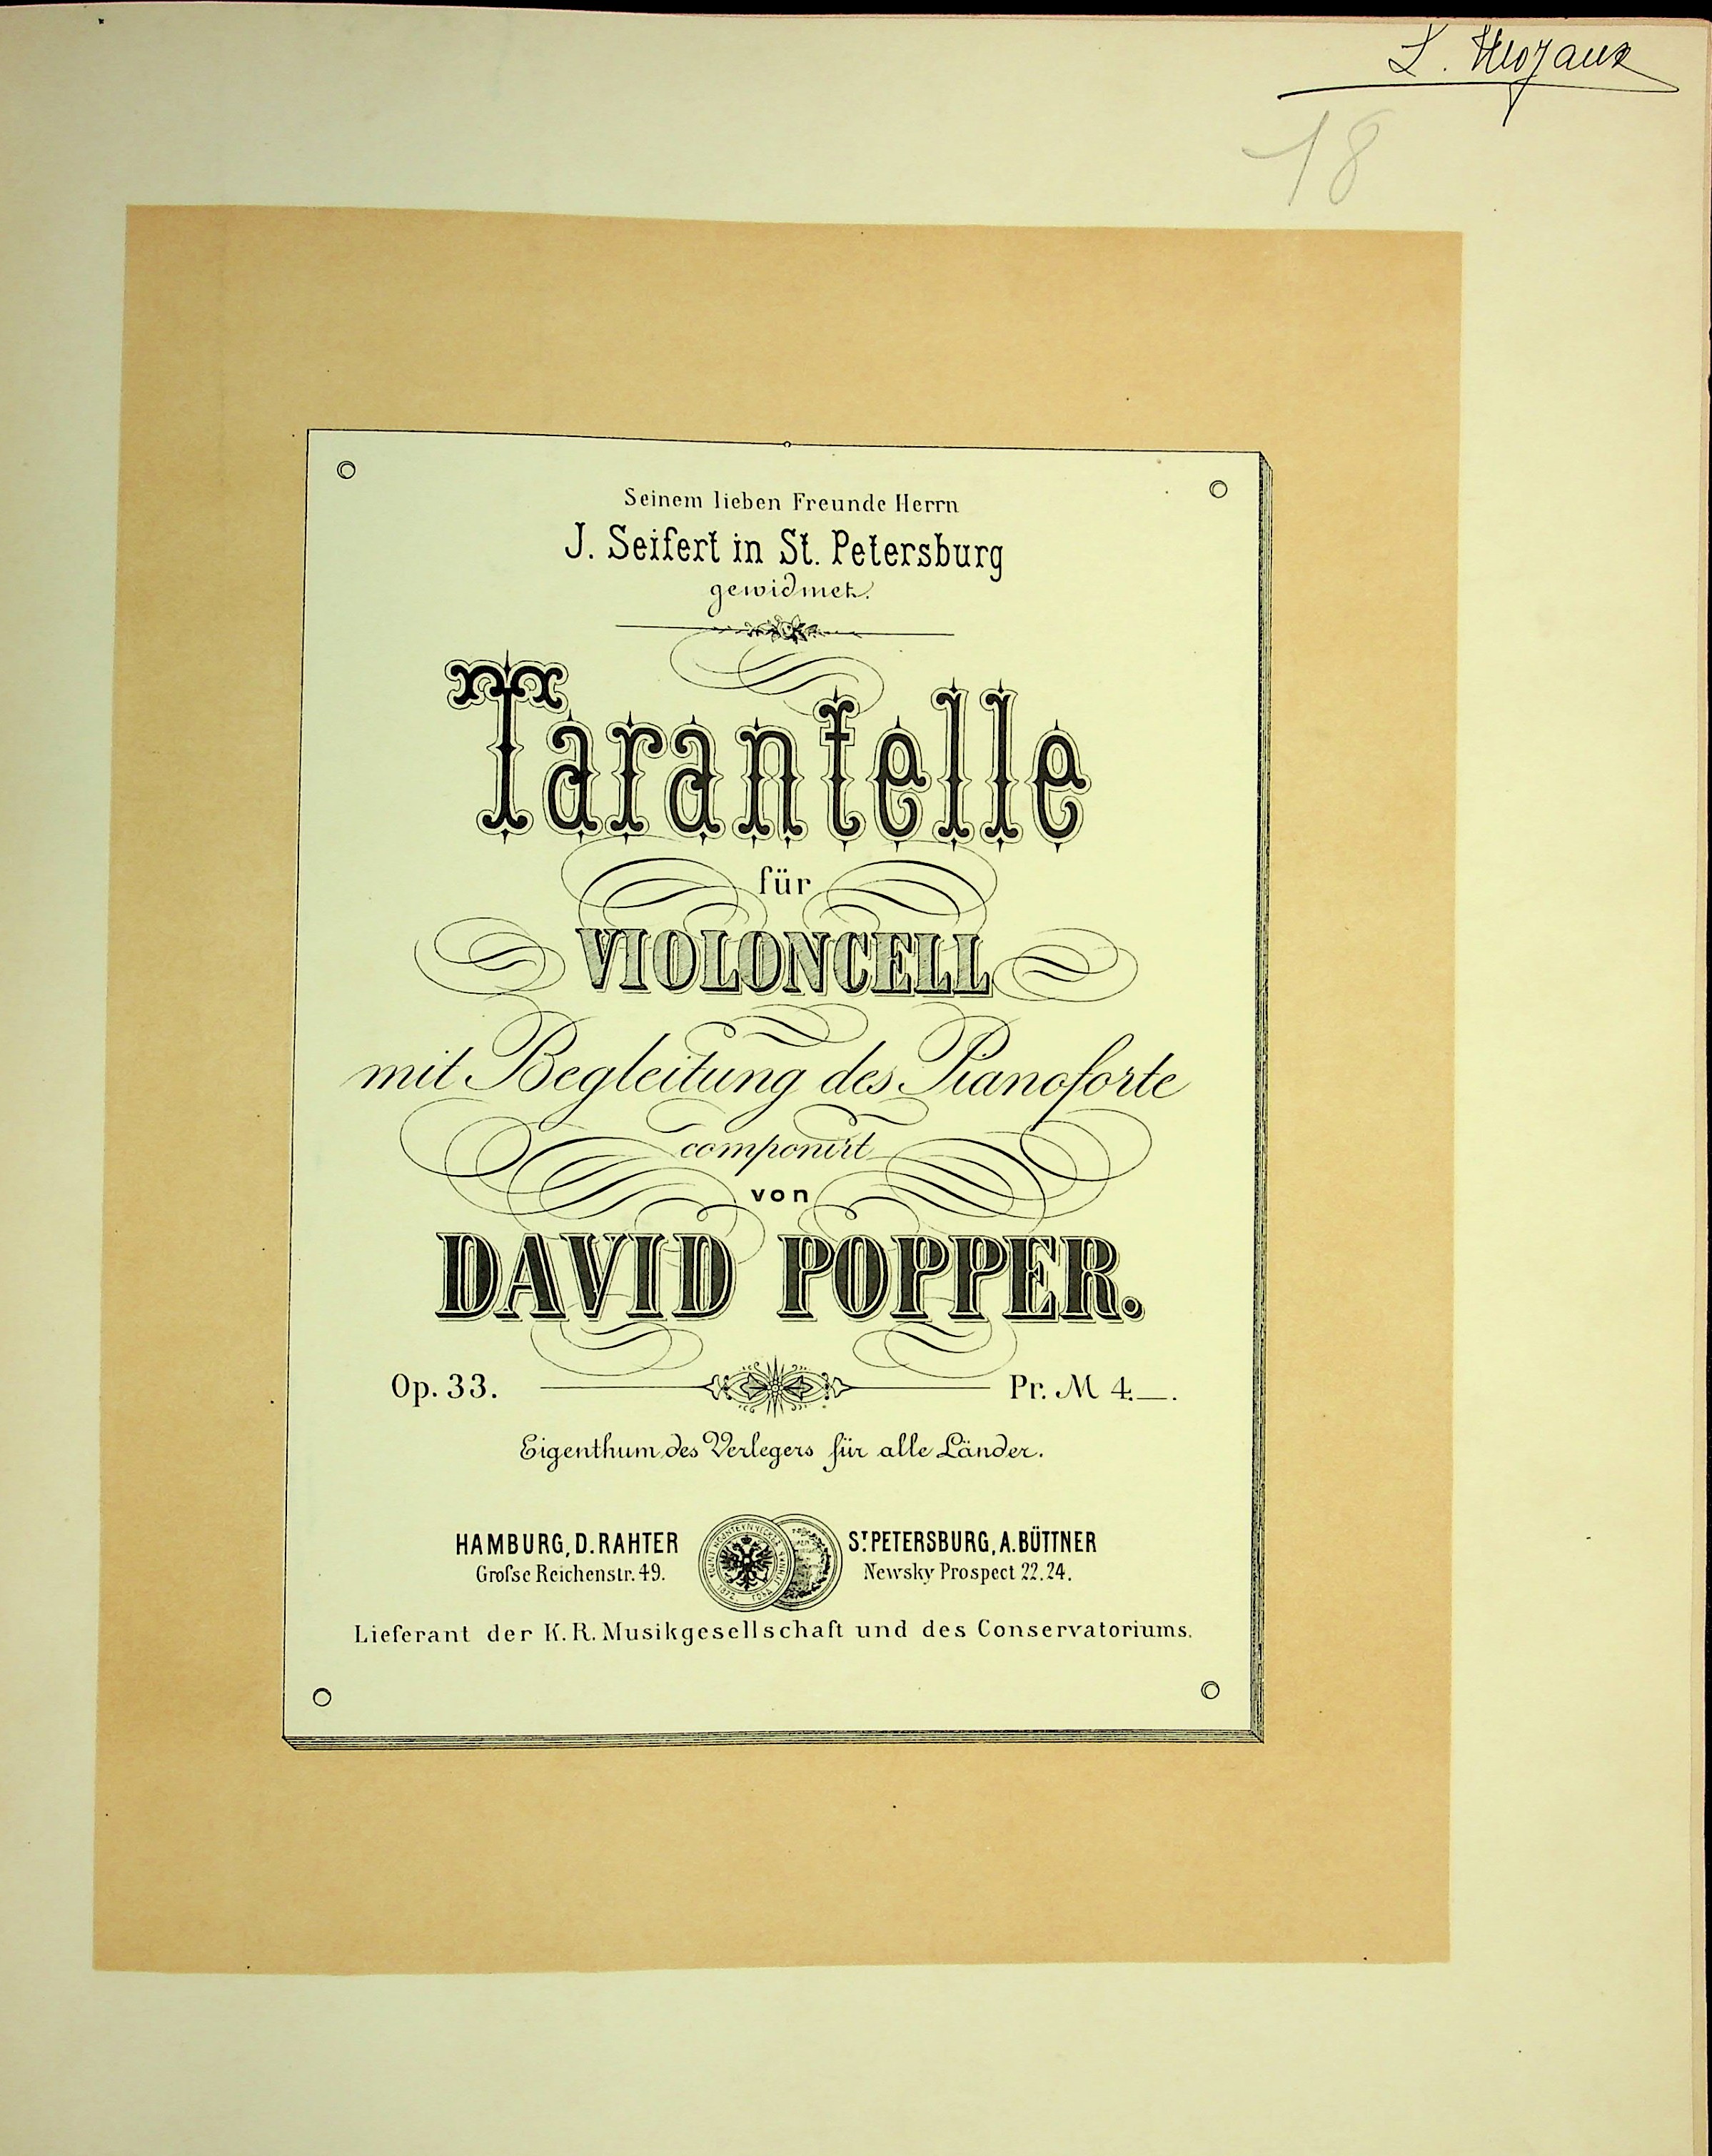 18
Seinem lieben Freunde Herrn
J. Seifert in St. Petersburg
gewidmet.
Tarantelle
für
VIOLONCELL
mit Begleitung des Pianoforte
componirt
von
DAVID POPPER.
Op. 33. Pr. M 4._.
Eigenthum des Verlegers für alle Länder.
HAMBURG, D. RAHTER ST. PETERSBURG, A. BÜTTNER
Groſse Reichenstr. 49. Newsky Prospect 22. 24.
Lieferant der K. R. Musikgesellschaft und des Conservatoriums.